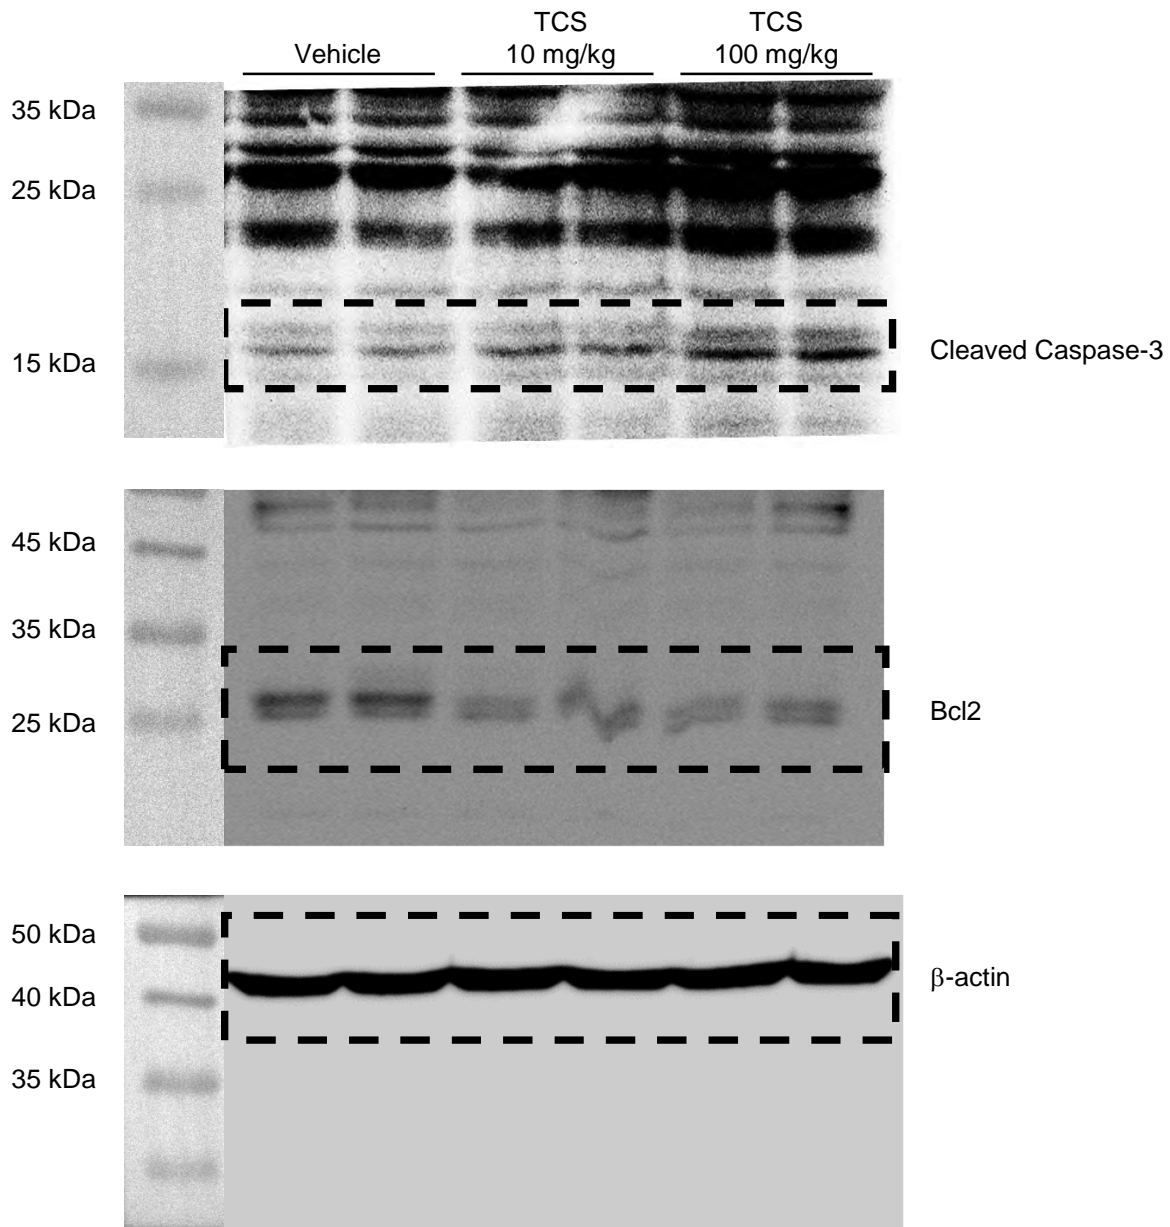 Vehicle
TCS
10 mg/kg
TCS
100 mg/kg
35 kDa
25 kDa
15 kDa
Cleaved Caspase-3
45 kDa
35 kDa
25 kDa
Bcl2
50 kDa
40 kDa
35 kDa
β-actin